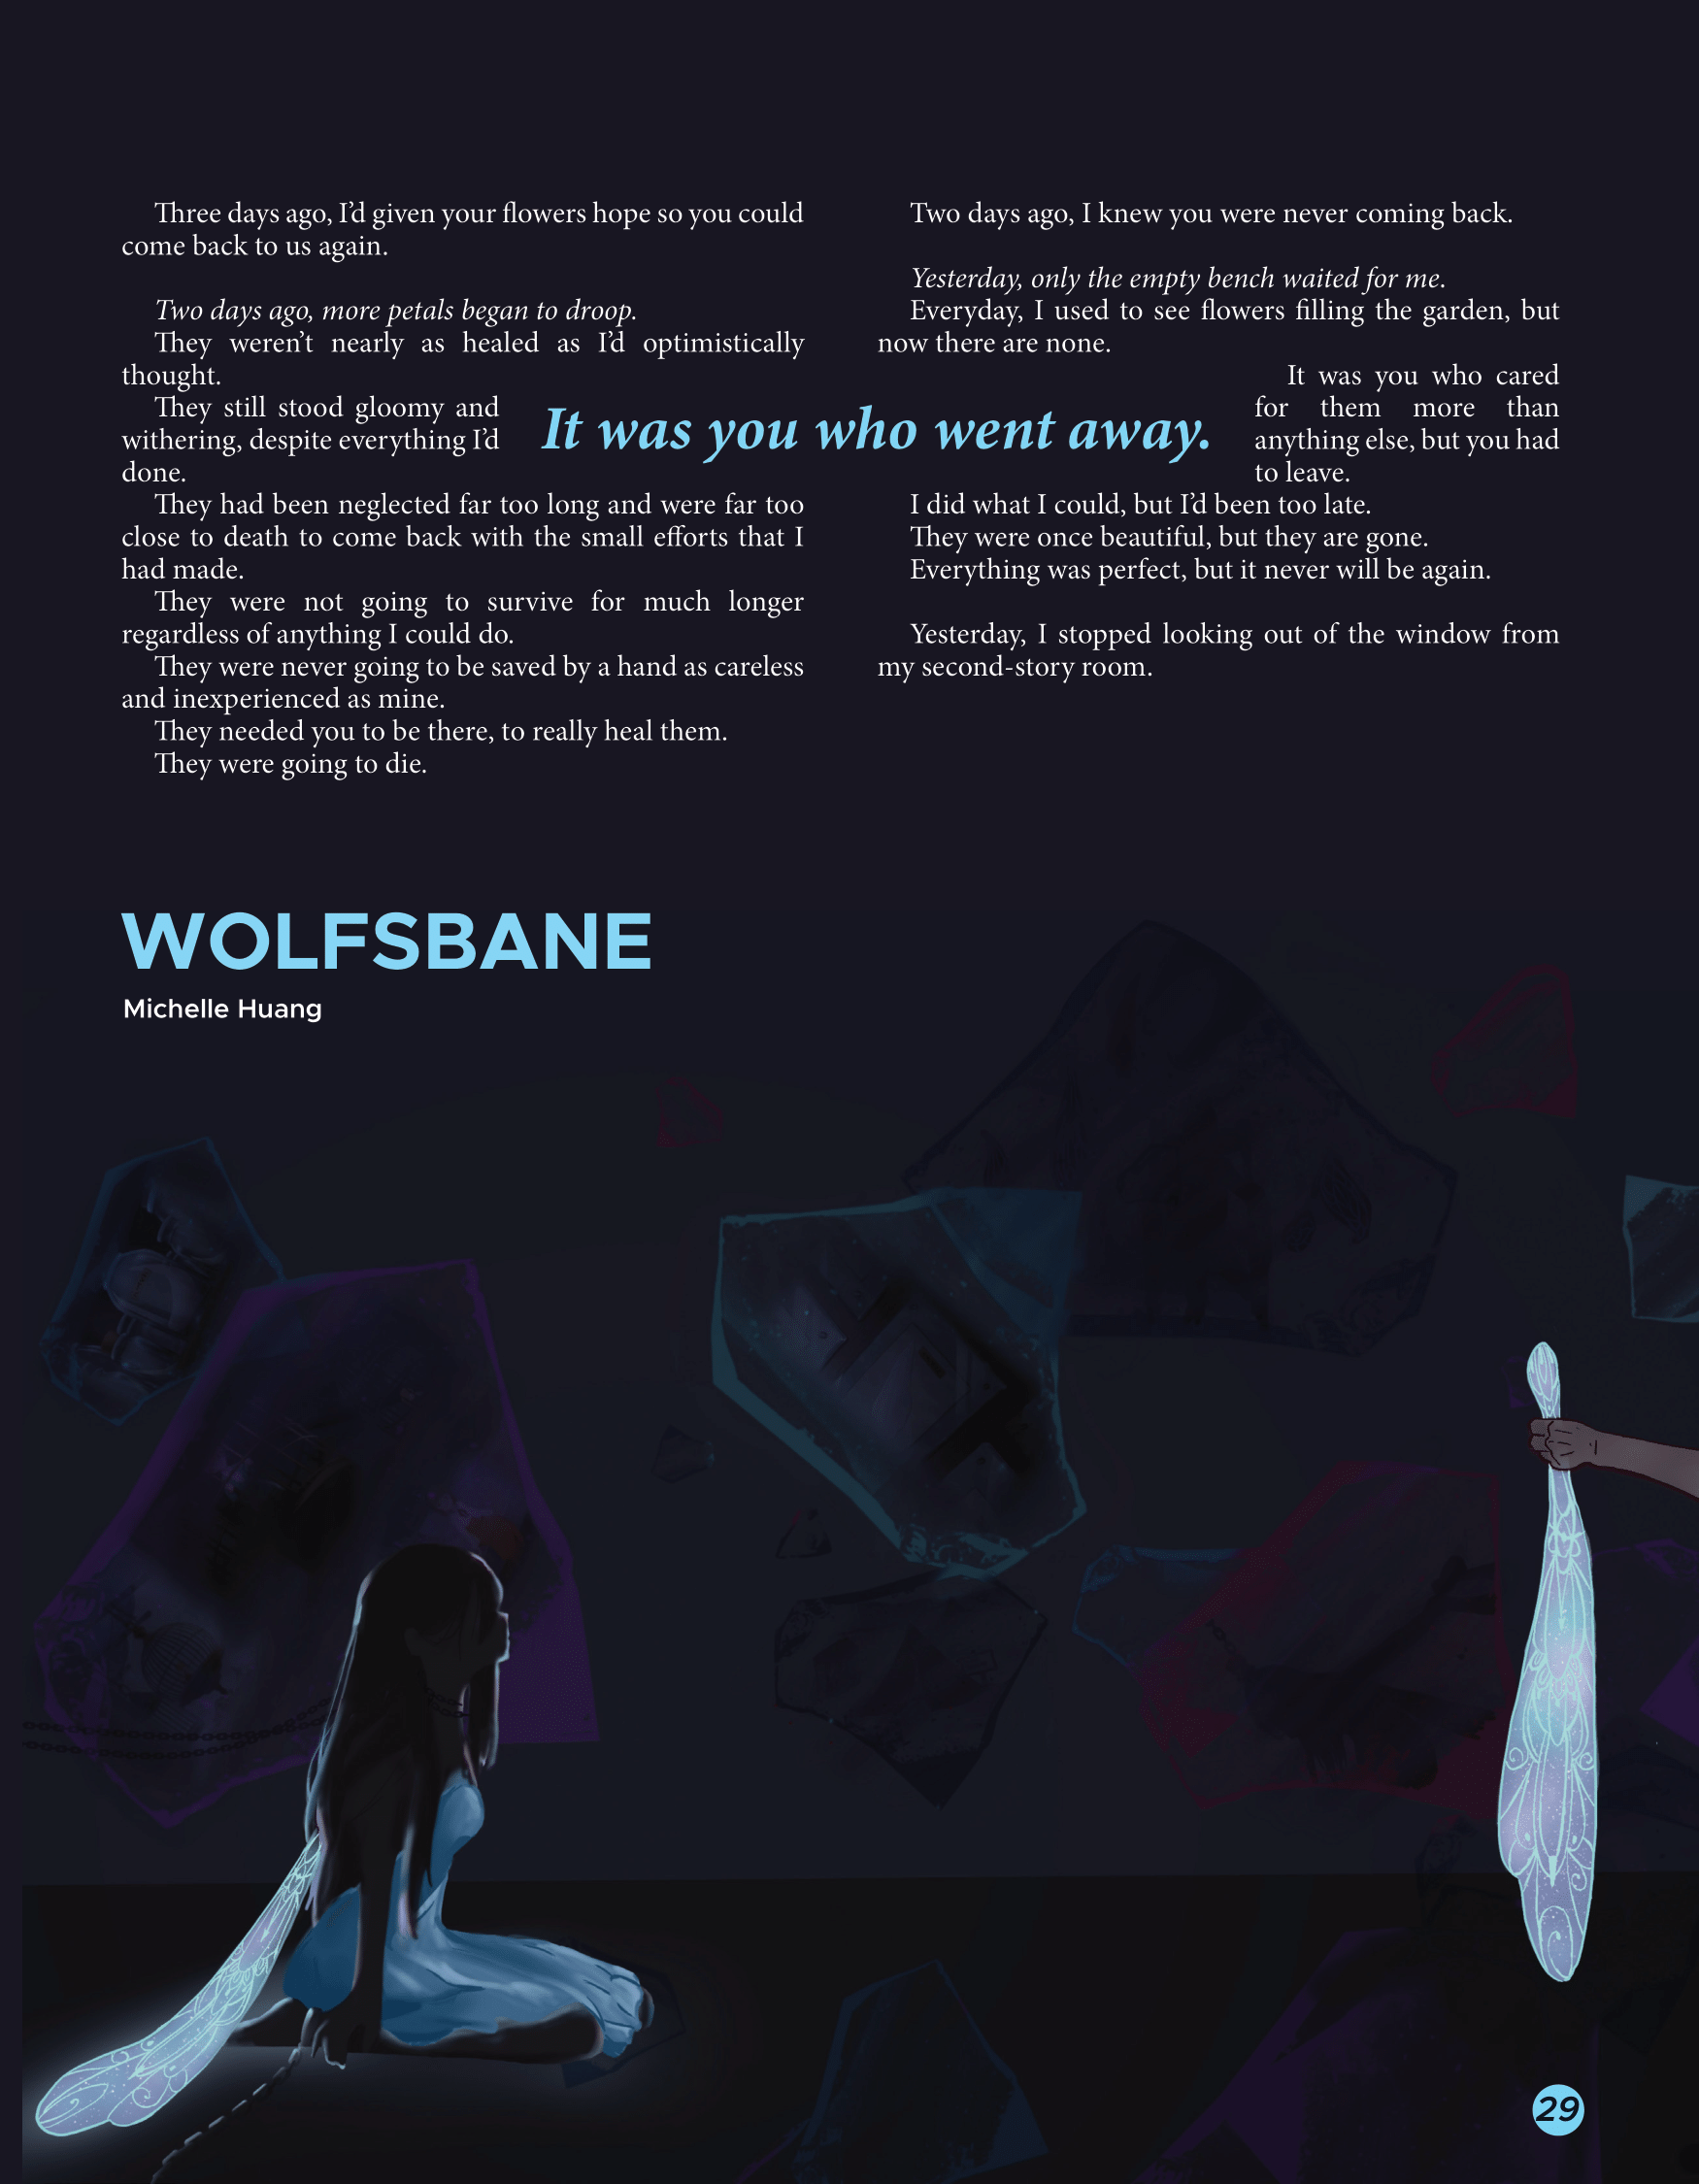 Three days ago, I’d given your flowers hope so you could
come back to us again.
Two days ago, more petals began to droop.
They weren’t nearly as healed as I’d optimistically
thought.
They still stood gloomy and
withering, despite everything I’d
done.
They had been neglected far too long and were far too
close to death to come back with the small efforts that I
had made.
They were not going to survive for much longer
regardless of anything I could do.
They were never going to be saved by a hand as careless
and inexperienced as mine.
They needed you to be there, to really heal them.
They were going to die.
It was you who went away.
Two days ago, I knew you were never coming back.
Yesterday, only the empty bench waited for me.
Everyday, I used to see flowers filling the garden, but
now there are none.
It was you who cared
for them more than
anything else, but you had
to leave.
I did what I could, but I’d been too late.
They were once beautiful, but they are gone.
Everything was perfect, but it never will be again.
Yesterday, I stopped looking out of the window from
my second-story room.
WOLFSBANE
Michelle Huang
29